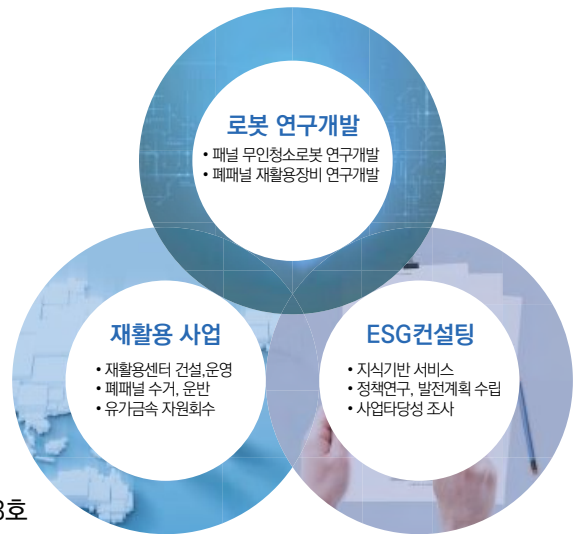 로봇 연구개발
• 패널 무인청소로봇 연구개발
• 폐패널 재활용장비 연구개발
재활용 사업
• 재활용센터 건설,운영
• 폐패널 수거, 운반
• 유가금속 자원회수
ESG컨설팅
• 지식기반 서비스
• 정책연구, 발전계획 수립
• 사업타당성 조사
호